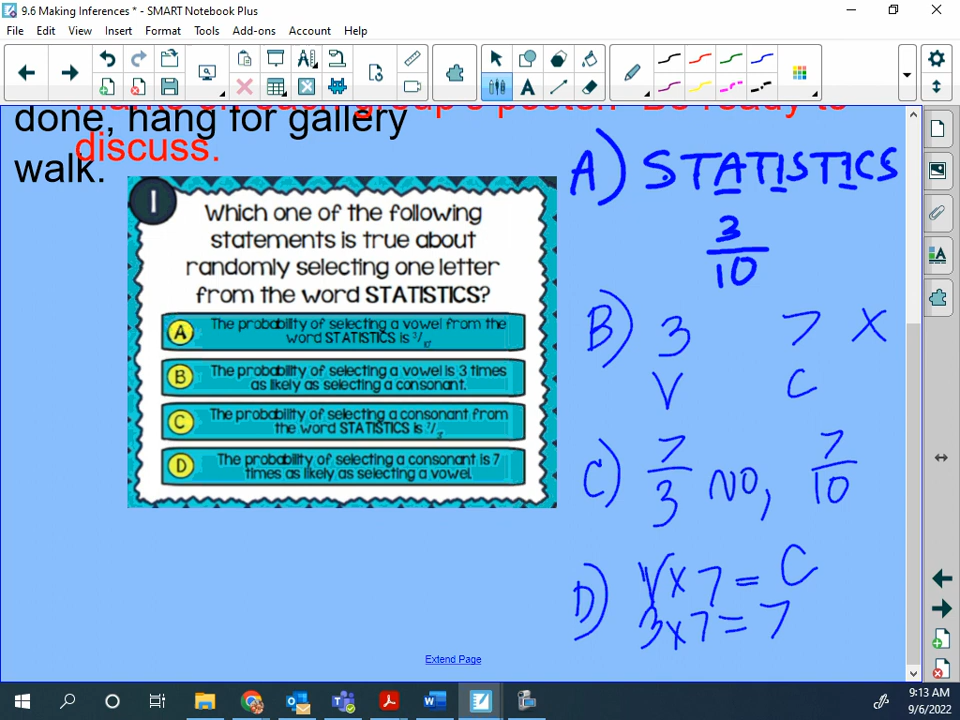 9.6 Making Inferences * - SMART Notebook Plus
File Edit View Insert Format Tools Add-ons Account Help
done, hang for gallery
discuss.
walk.
1
Which one of the following
statements is true about
randomly selecting one letter
from the word STATISTICS?
A The probability of selecting a vowel from the
word STATISTICS is 3/10.
B The probability of selecting a vowel is 3 times
as likely as selecting a consonant.
C The probability of selecting a consonant from
the word STATISTICS is 7/3.
D The probability of selecting a consonant is 7
times as likely as selecting a vowel.
A) STATISTICS
3
10
B) 3 7 X
V C
C) 7/3 NO, 7/10
D) V x 7 = C
3 x 7 = 7
Extend Page
9:13 AM
9/6/2022